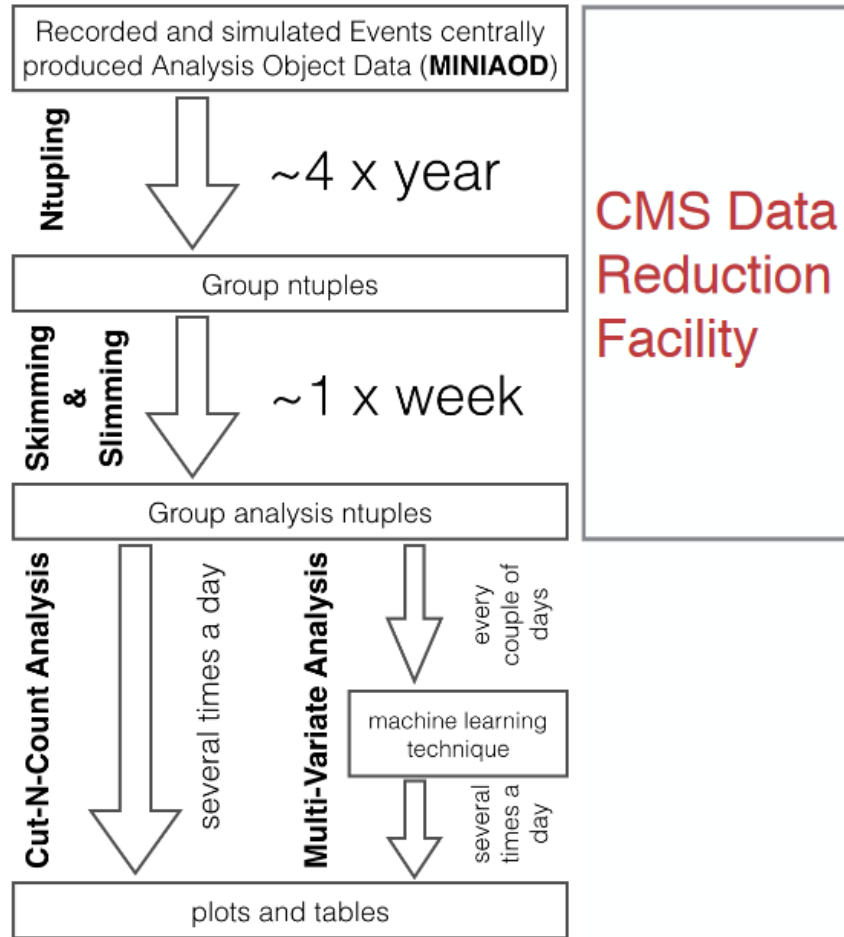 Recorded and simulated Events centrally
produced Analysis Object Data (MINIAOD)
Ntupling
~4 x year
CMS Data
Reduction
Facility
Group ntuples
Skimming
&
Slimming
~1 x week
Group analysis ntuples
Cut-N-Count Analysis
several times a day
Multi-Variate Analysis
every
couple of
days
machine learning
technique
several
times a
day
plots and tables